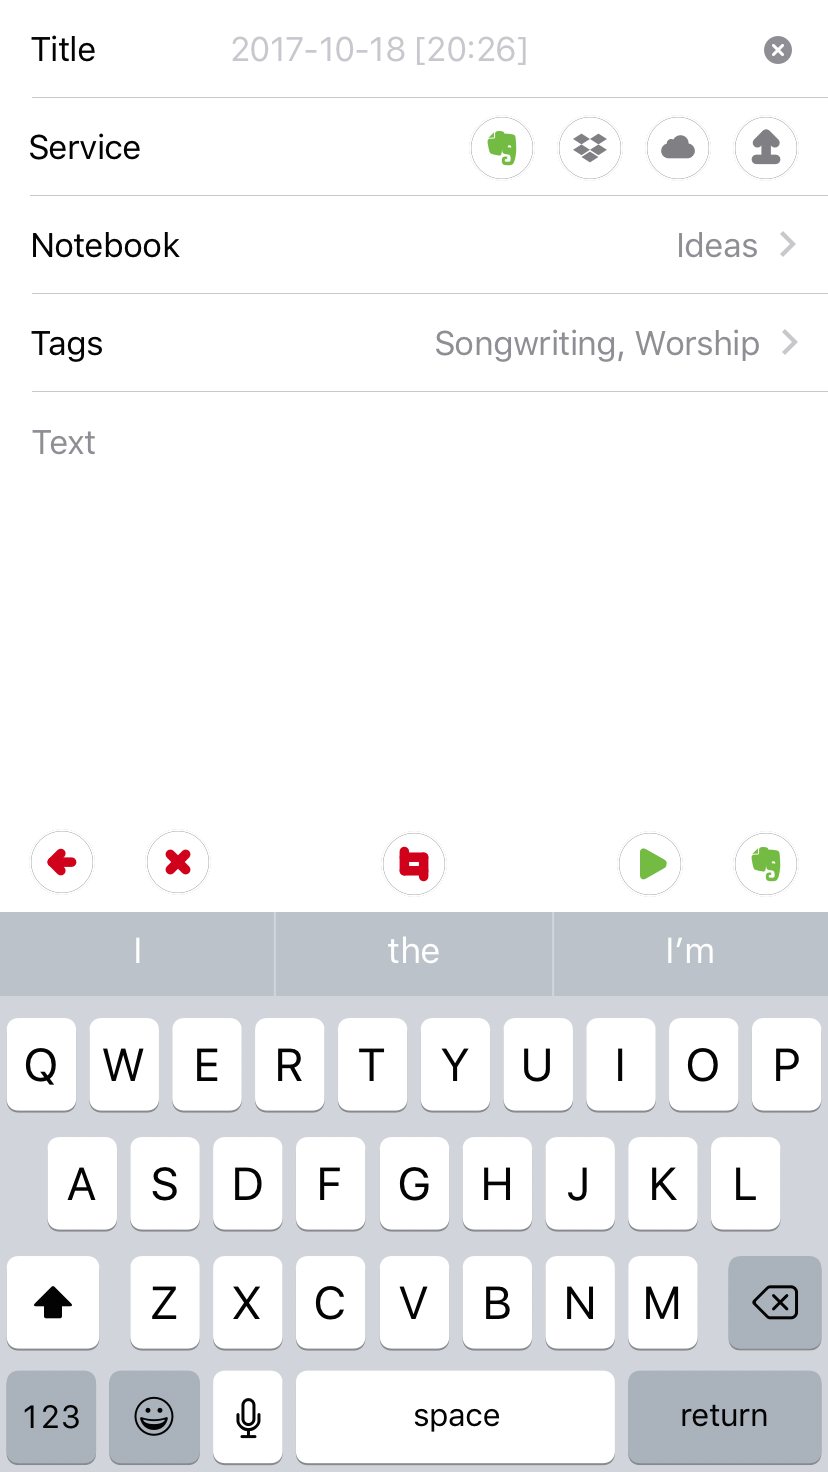 Title 2017-10-18 [20:26]
Service
Notebook Ideas
Tags Songwriting, Worship
Text
I the I’m
Q W E R T Y U I O P
A S D F G H J K L
Z X C V B N M
123 space return